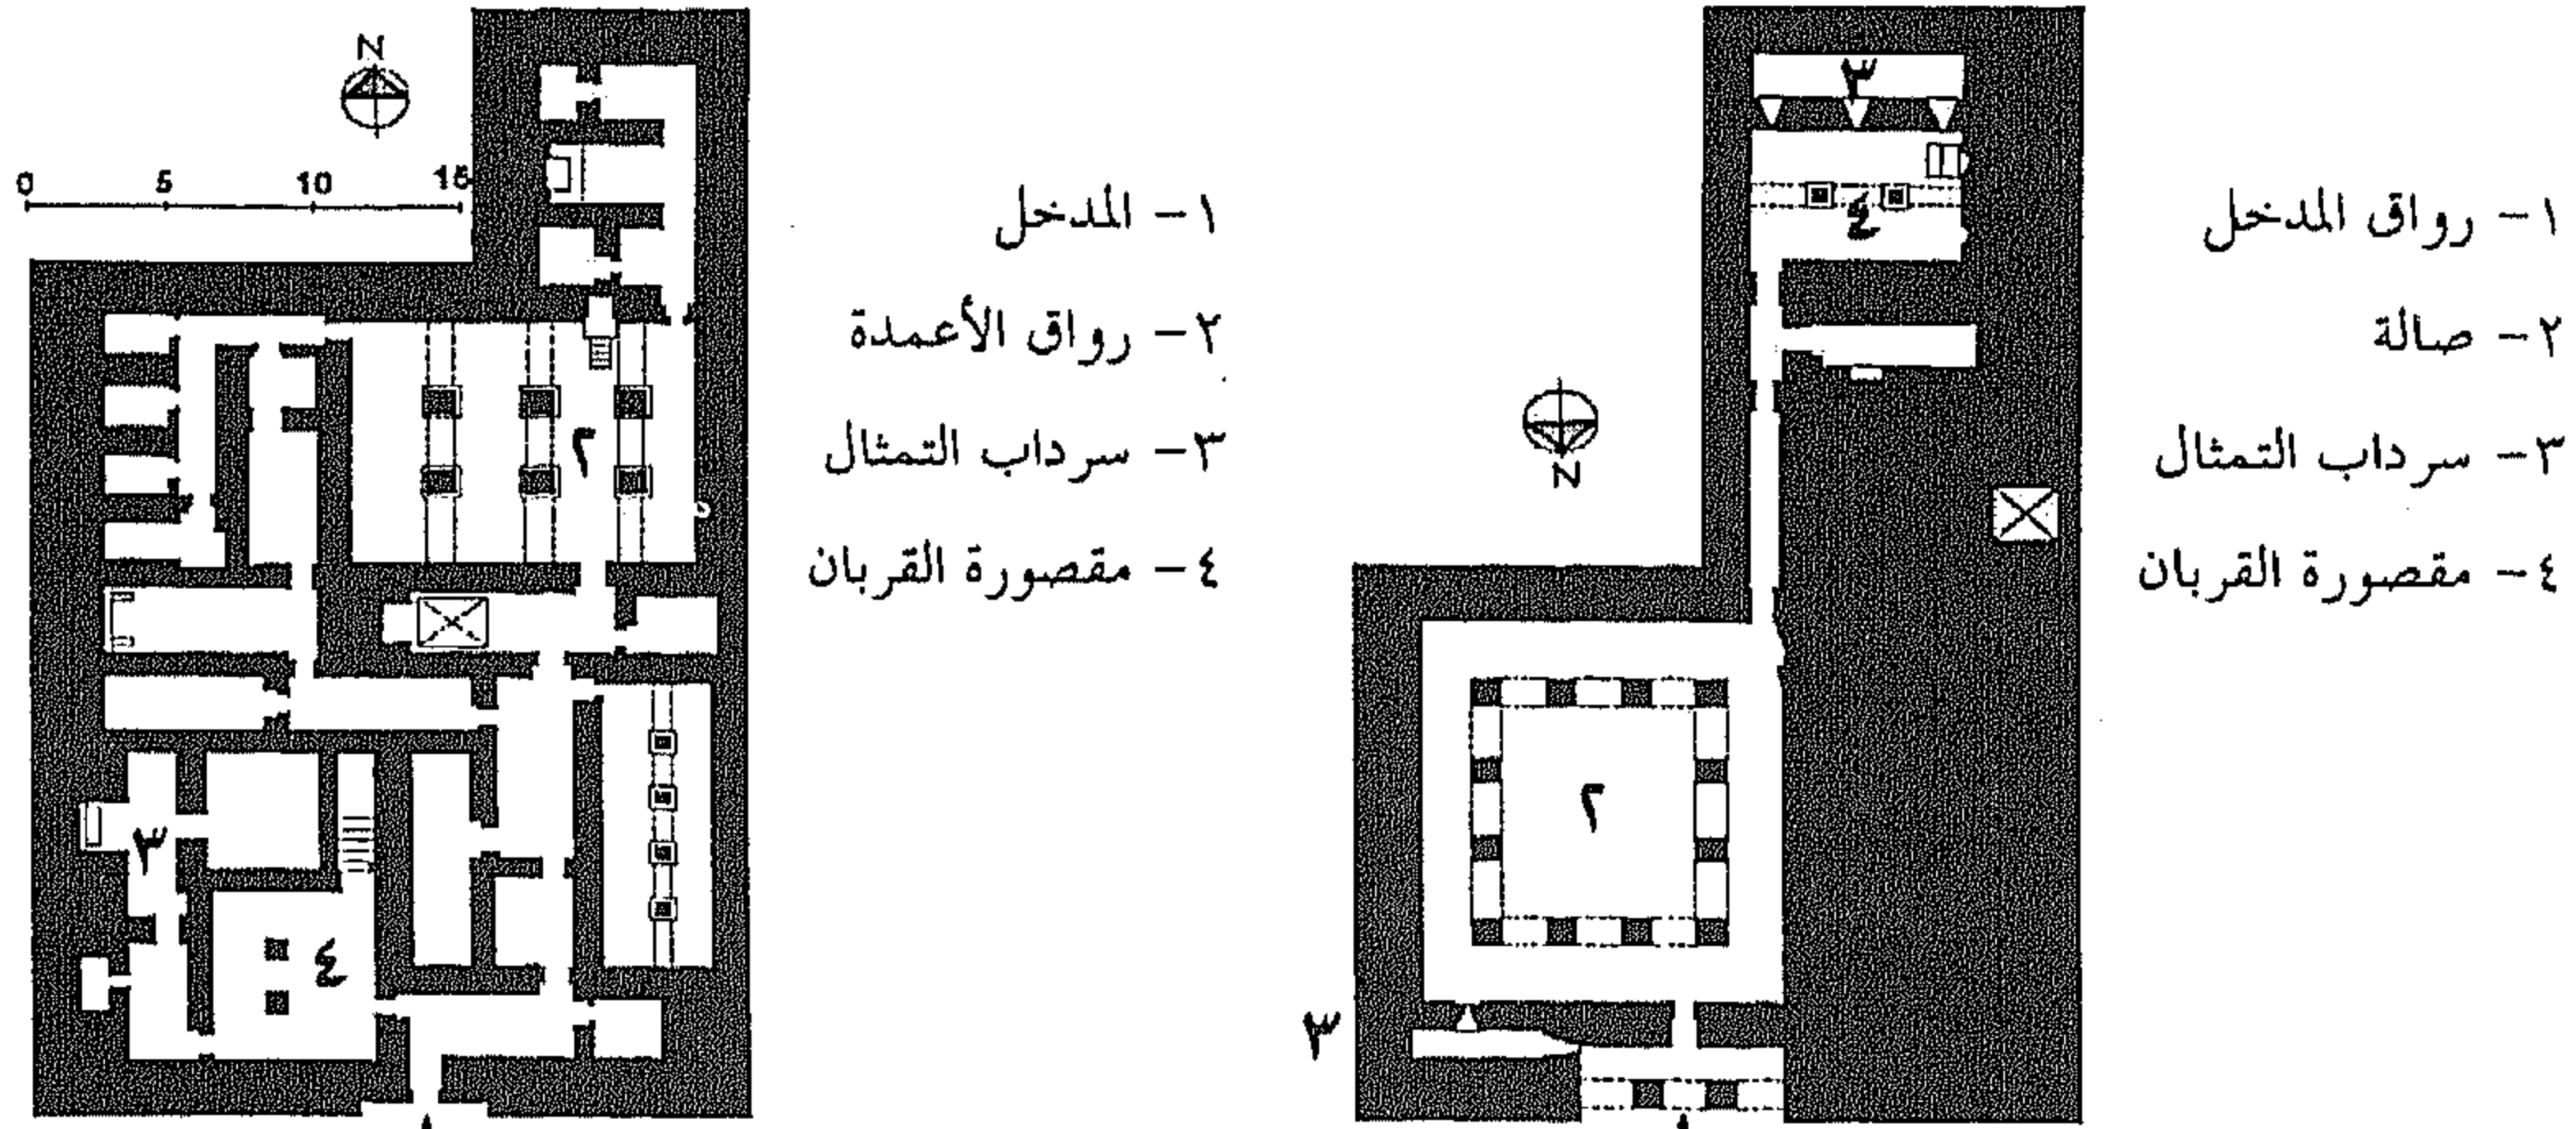 N
0 5 10 15
١- المدخل
٢- رواق الأعمدة
٣- سرداب التمثال
٤- مقصورة القربان
٢
٣
٤
١- رواق المدخل
٢- صالة
٣- سرداب التمثال
٤- مقصورة القربان
٣
٤
N
٢
٣